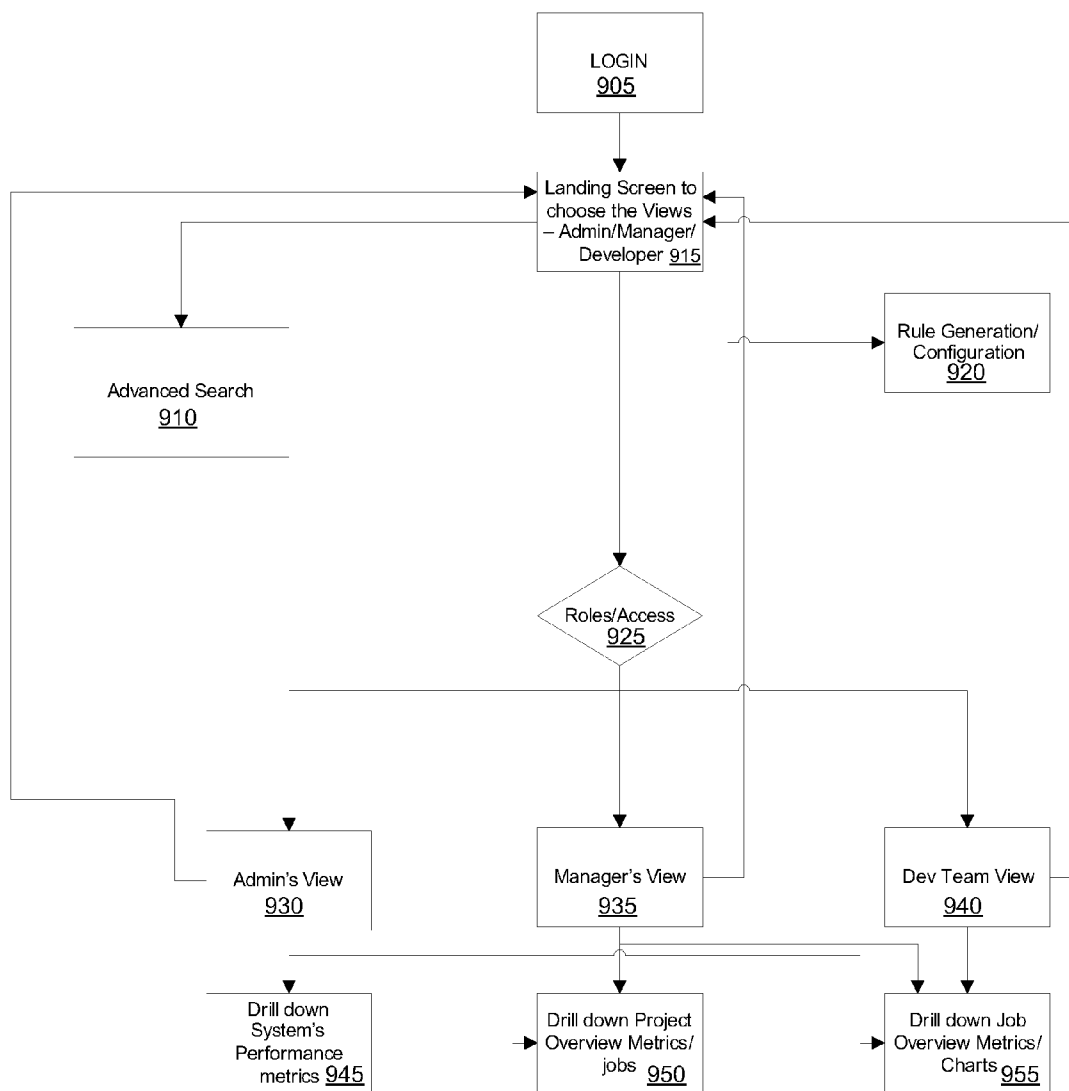 LOGIN
905
Landing Screen to
choose the Views
– Admin/Manager/
Developer 915
Rule Generation/
Configuration
920
Advanced Search
910
Roles/Access
925
Admin's View
930
Manager's View
935
Dev Team View
940
Drill down
System's
Performance
metrics 945
Drill down Project
Overview Metrics/
jobs 950
Drill down Job
Overview Metrics/
Charts 955